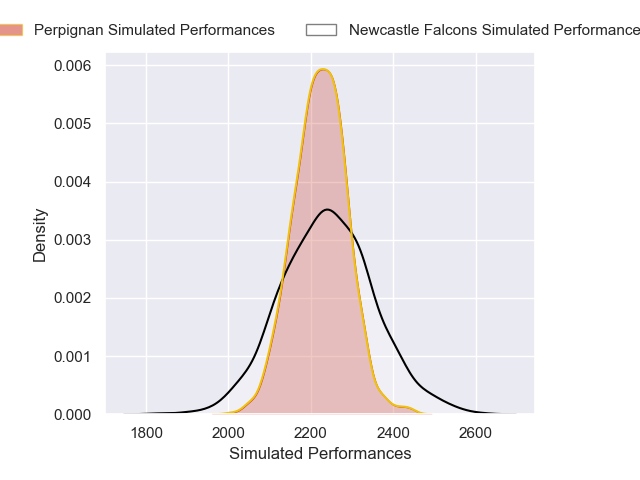 Perpignan Simulated Performances Newcastle Falcons Simulated Performance
0.006
0.005
0.004
0.003
0.002
0.001
0.000
Density
1800 2000 2200 2400 2600
Simulated Performances